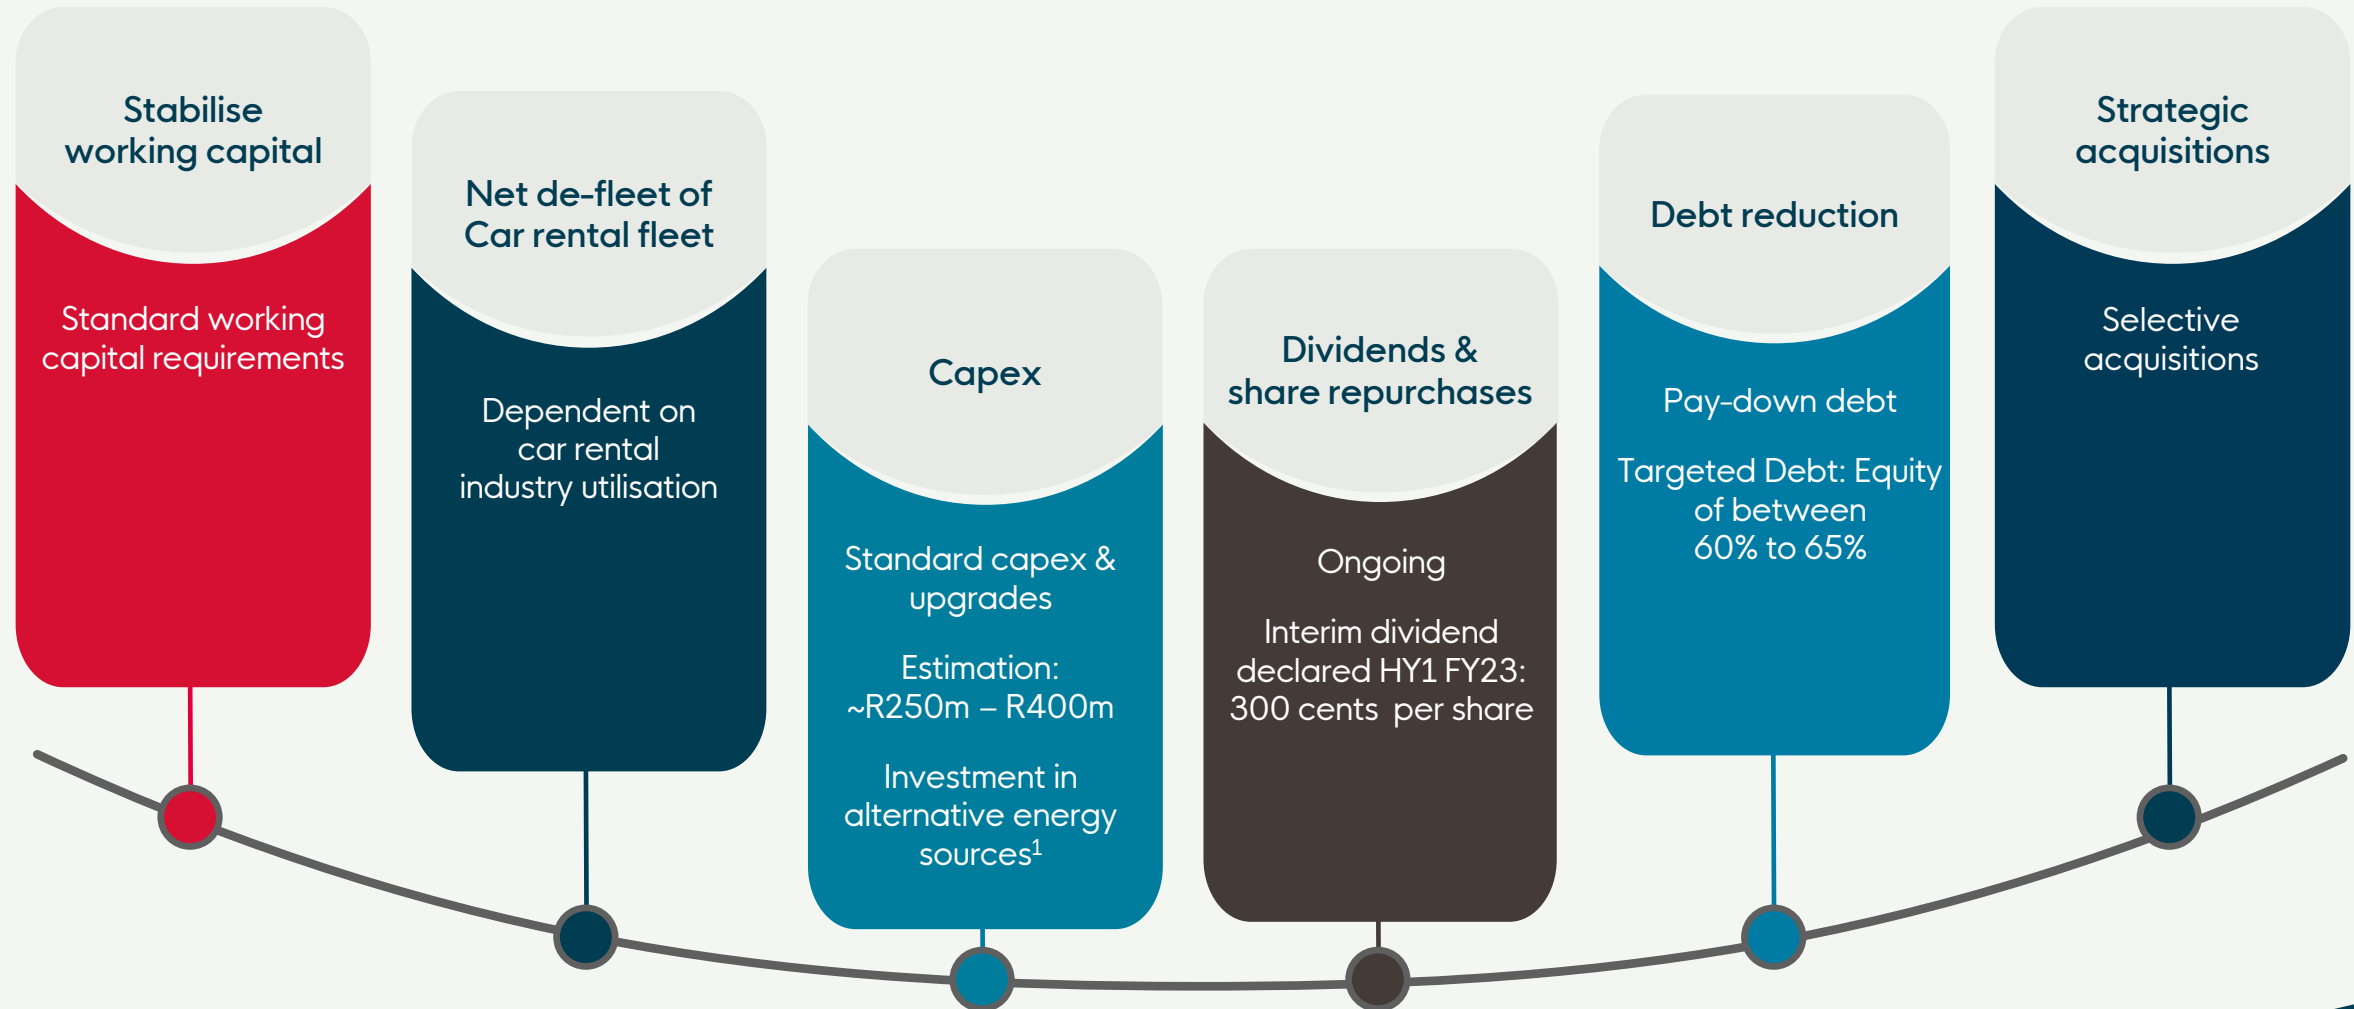 Stabilise
working capital
Standard working
capital requirements
Net de-fleet of
Car rental fleet
Dependent on
car rental
industry utilisation
Capex
Standard capex &
upgrades
Estimation:
~R250m – R400m
Investment in
alternative energy
sources¹
Dividends &
share repurchases
Ongoing
Interim dividend
declared HY1 FY23:
300 cents  per share
Debt reduction
Pay-down debt
Targeted Debt: Equity
of between
60% to 65%
Strategic
acquisitions
Selective
acquisitions